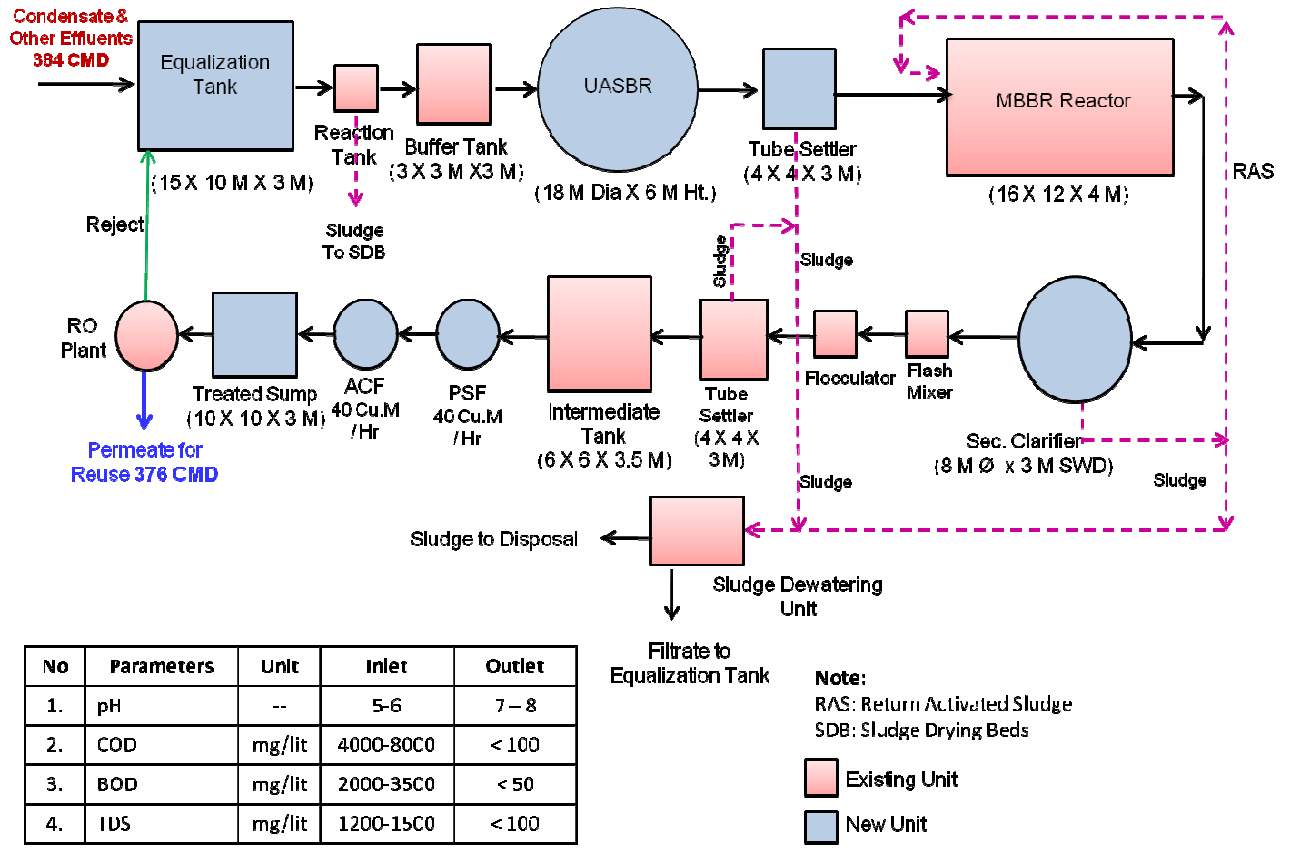 Condensate &
Other Effluents
384 CMD
Equalization
Tank
(15 X 10 M X 3 M)
Reaction
Tank
Buffer Tank
(3 X 3 M X3 M)
UASBR
(18 M Dia X 6 M Ht.)
Tube Settler
(4 X 4 X 3 M)
MBBR Reactor
(16 X 12 X 4 M)
RAS
Reject
Sludge
To SDB
Sludge
Sludge
RO
Plant
Treated Sump
(10 X 10 X 3 M)
ACF
40 Cu.M
/Hr
PSF
40 Cu.M
/Hr
Intermediate
Tank
(6 X 6 X 3.5 M)
Tube
Settler
(4 X 4 X
3M)
Flocculator
Flash
Mixer
Sec. Clarifier
(8 M Ø x 3 M SWD)
Sludge
Permeate for
Reuse 376 CMD
Sludge
Sludge to Disposal
Sludge Dewatering
Unit
Filtrate to
Equalization Tank
No Parameters Unit Inlet Outlet
1. pH -- 5-6 7 – 8
2. COD mg/lit 4000-8000 < 100
3. BOD mg/lit 2000-3500 < 50
4. TDS mg/lit 1200-1500 < 100
Note:
RAS: Return Activated Sludge
SDB: Sludge Drying Beds
Existing Unit
New Unit